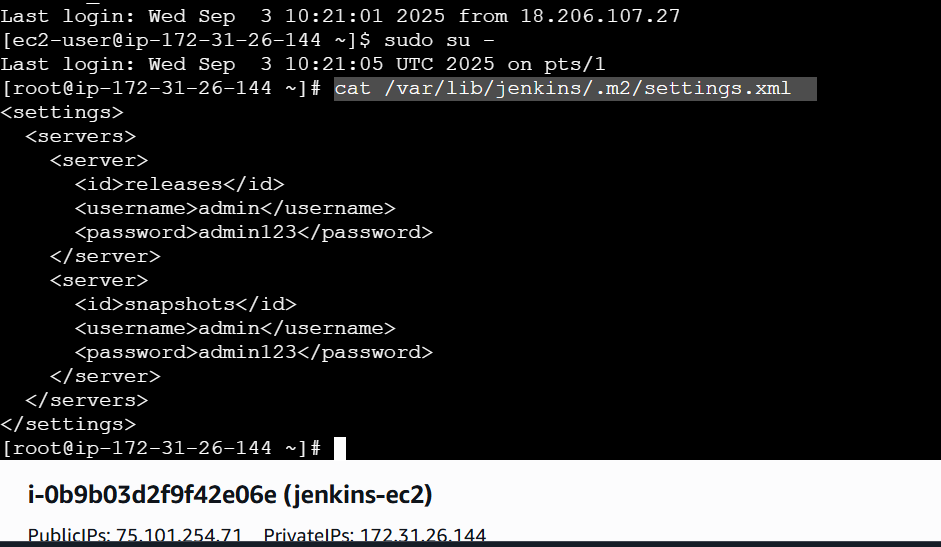 Last login: Wed Sep  3 10:21:01 2025 from 18.206.107.27
[ec2-user@ip-172-31-26-144 ~]$ sudo su -
Last login: Wed Sep  3 10:21:05 UTC 2025 on pts/1
[root@ip-172-31-26-144 ~]# cat /var/lib/jenkins/.m2/settings.xml
<settings>
  <servers>
    <server>
      <id>releases</id>
      <username>admin</username>
      <password>admin123</password>
    </server>
    <server>
      <id>snapshots</id>
      <username>admin</username>
      <password>admin123</password>
    </server>
  </servers>
</settings>
[root@ip-172-31-26-144 ~]#
i-0b9b03d2f9f42e06e (jenkins-ec2)
PublicIPs: 75.101.254.71    PrivateIPs: 172.31.26.144